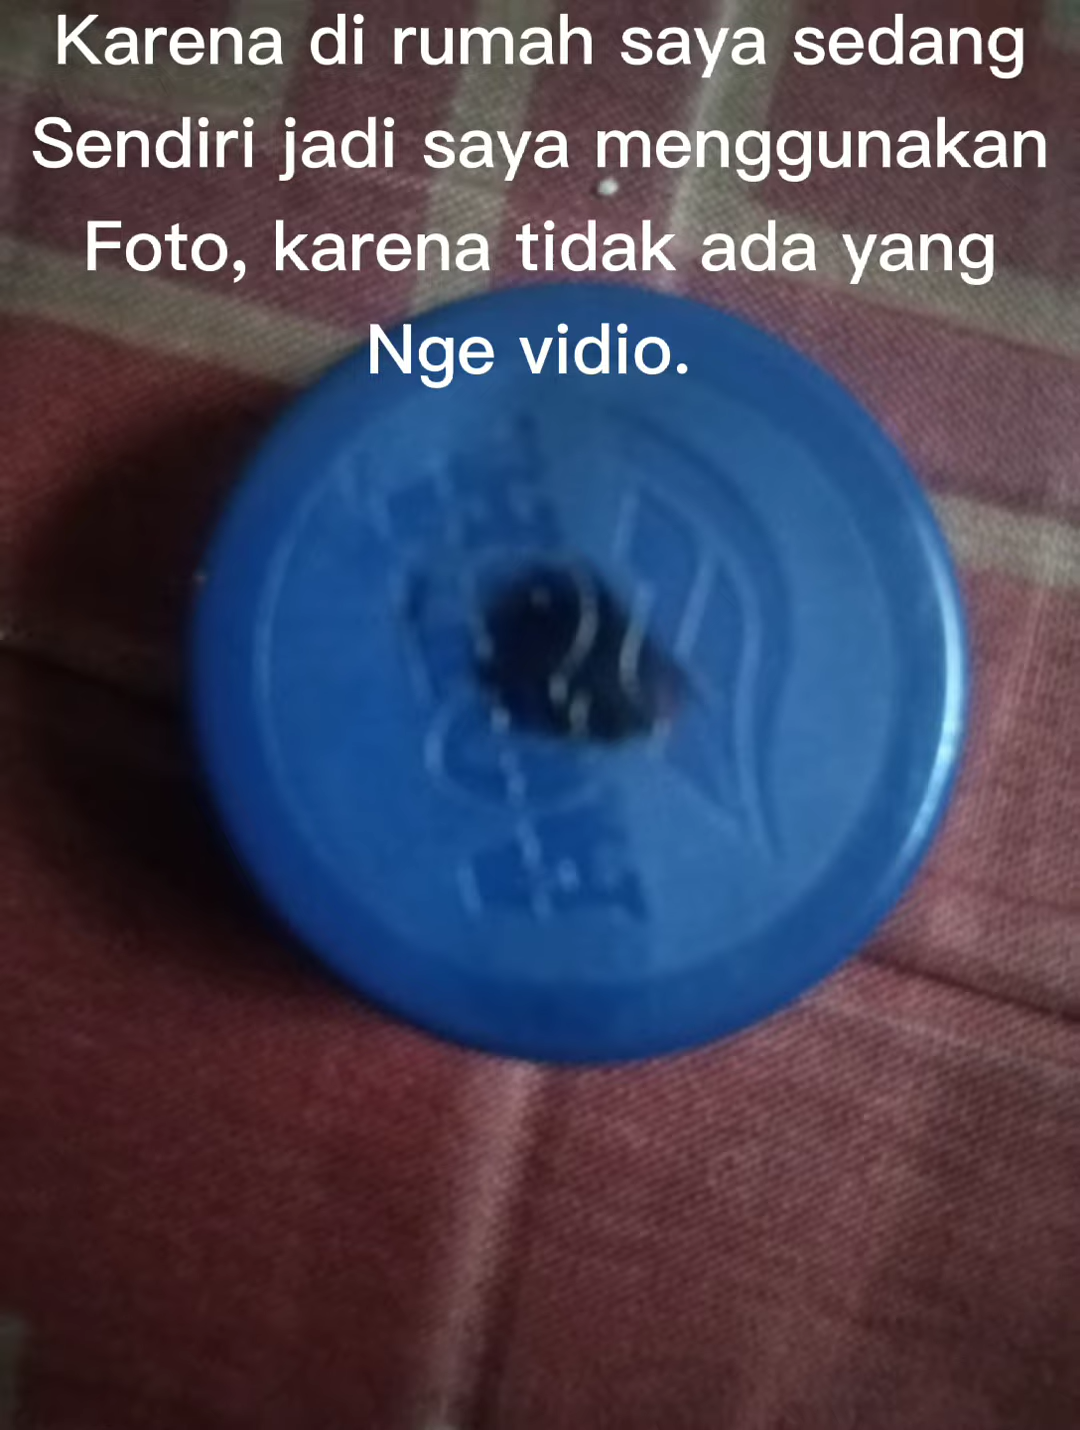 Karena di rumah saya sedang
Sendiri jadi saya menggunakan
Foto, karena tidak ada yang
Nge vidio.